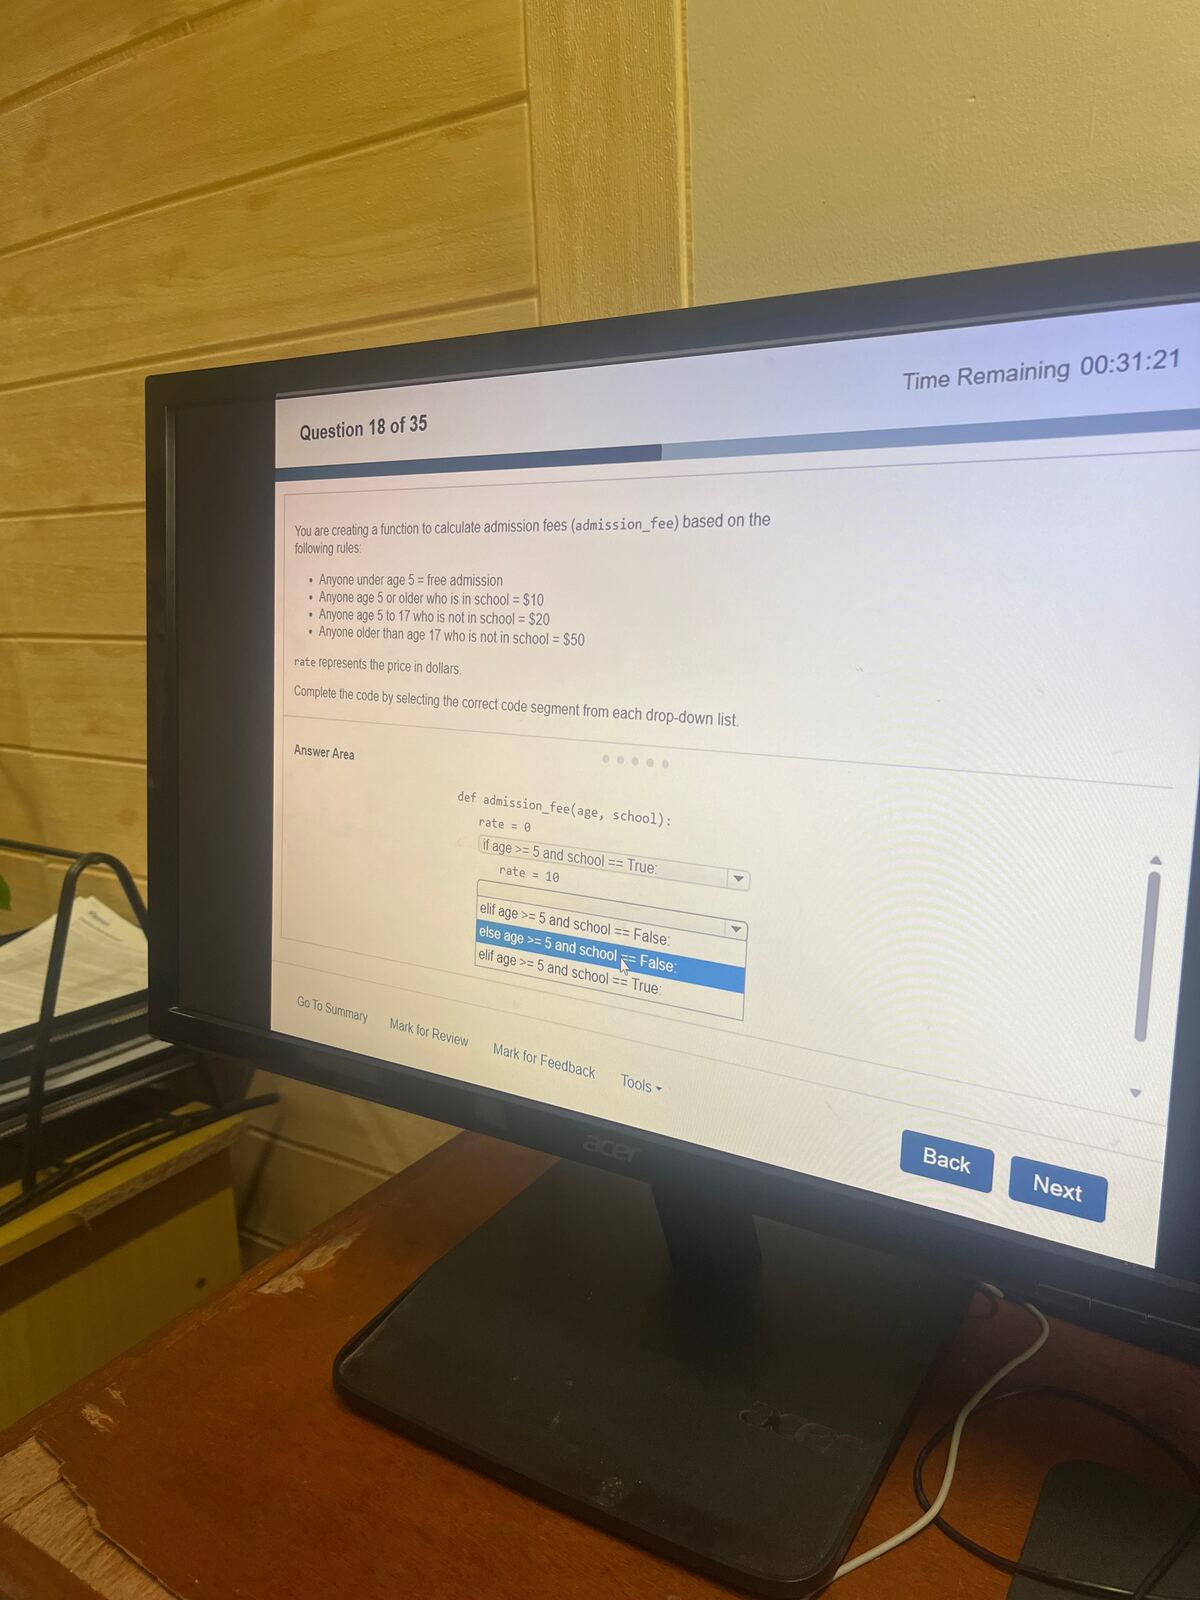 Time Remaining 00:31:21
Question 18 of 35
You are creating a function to calculate admission fees (admission_fee) based on the
following rules:
• Anyone under age 5 = free admission
• Anyone age 5 or older who is in school = $10
• Anyone age 5 to 17 who is not in school = $20
• Anyone older than age 17 who is not in school = $50
rate represents the price in dollars.
Complete the code by selecting the correct code segment from each drop-down list.
Answer Area
def admission_fee(age, school):
rate = 0
if age >= 5 and school == True:
rate = 10
elif age >= 5 and school == False:
else age >= 5 and school == False:
elif age >= 5 and school == True:
Go To Summary
Mark for Review
Mark for Feedback
Tools
Back
Next
acer
acer